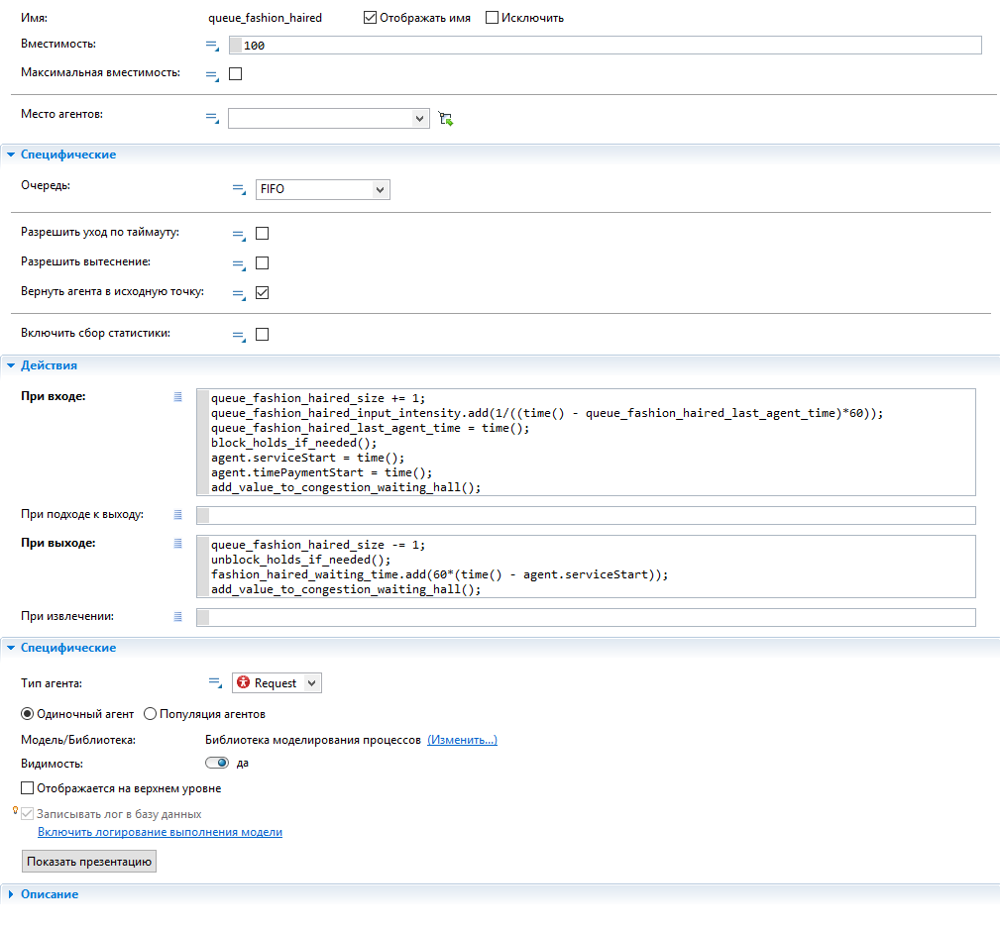 Имя: queue_fashion_haired Отображать имя Исключить
Вместимость: 100
Максимальная вместимость:
Место агентов:
Специфические
Очередь: FIFO
Разрешить уход по таймауту:
Разрешить вытеснение:
Вернуть агента в исходную точку:
Включить сбор статистики:
Действия
При входе: queue_fashion_haired_size += 1;
queue_fashion_haired_input_intensity.add(1/((time() - queue_fashion_haired_last_agent_time)*60));
queue_fashion_haired_last_agent_time = time();
block_holds_if_needed();
agent.serviceStart = time();
agent.timePaymentStart = time();
add_value_to_congestion_waiting_hall();
При подходе к выходу:
При выходе: queue_fashion_haired_size -= 1;
unblock_holds_if_needed();
fashion_haired_waiting_time.add(60*(time() - agent.serviceStart));
add_value_to_congestion_waiting_hall();
При извлечении:
Специфические
Тип агента: Request
Одиночный агент Популяция агентов
Модель/Библиотека: Библиотека моделирования процессов (Изменить...)
Видимость: да
Отображается на верхнем уровне
Записывать лог в базу данных
Включить логирование выполнения модели
Показать презентацию
Описание